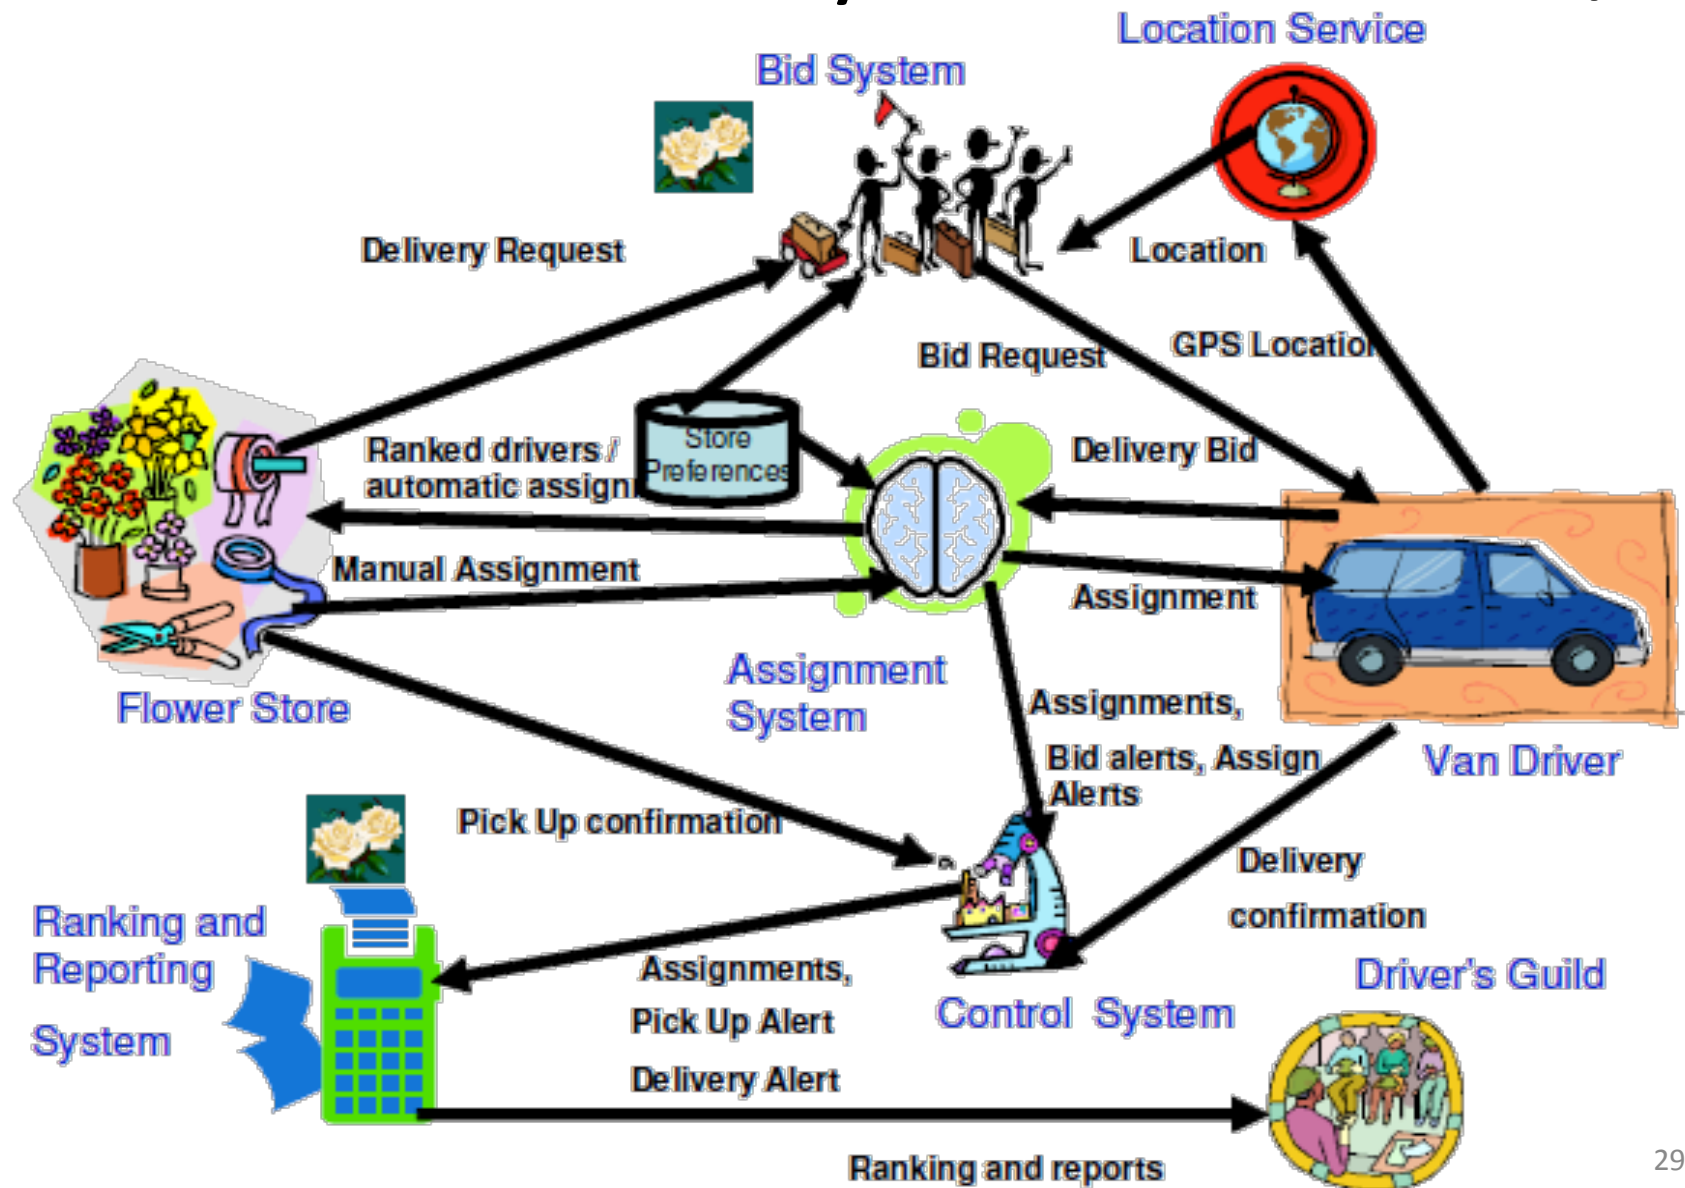 Location Service
Bid System
Delivery Request
Location
Bid Request
GPS Location
Ranked drivers /
automatic
Store
Preferences
Delivery Bid
Manual Assignment
Assignment
Assignment
System
Flower Store
Assignments,
Bid alerts, Assign
Alerts
Van Driver
Pick Up confirmation
Delivery
confirmation
Ranking and
Reporting
System
Assignments,
Pick Up Alert
Delivery Alert
Control System
Driver's Guild
Ranking and reports
29